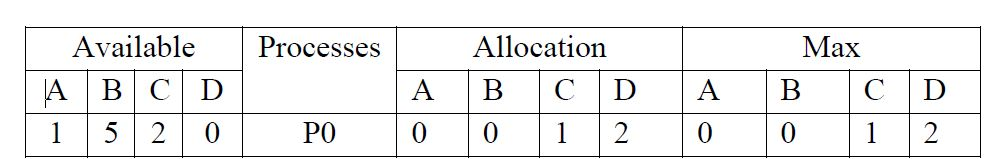 Available Processes Allocation Max
A B C D A B C D A B C D
1 5 2 0 P0 0 0 1 2 0 0 1 2